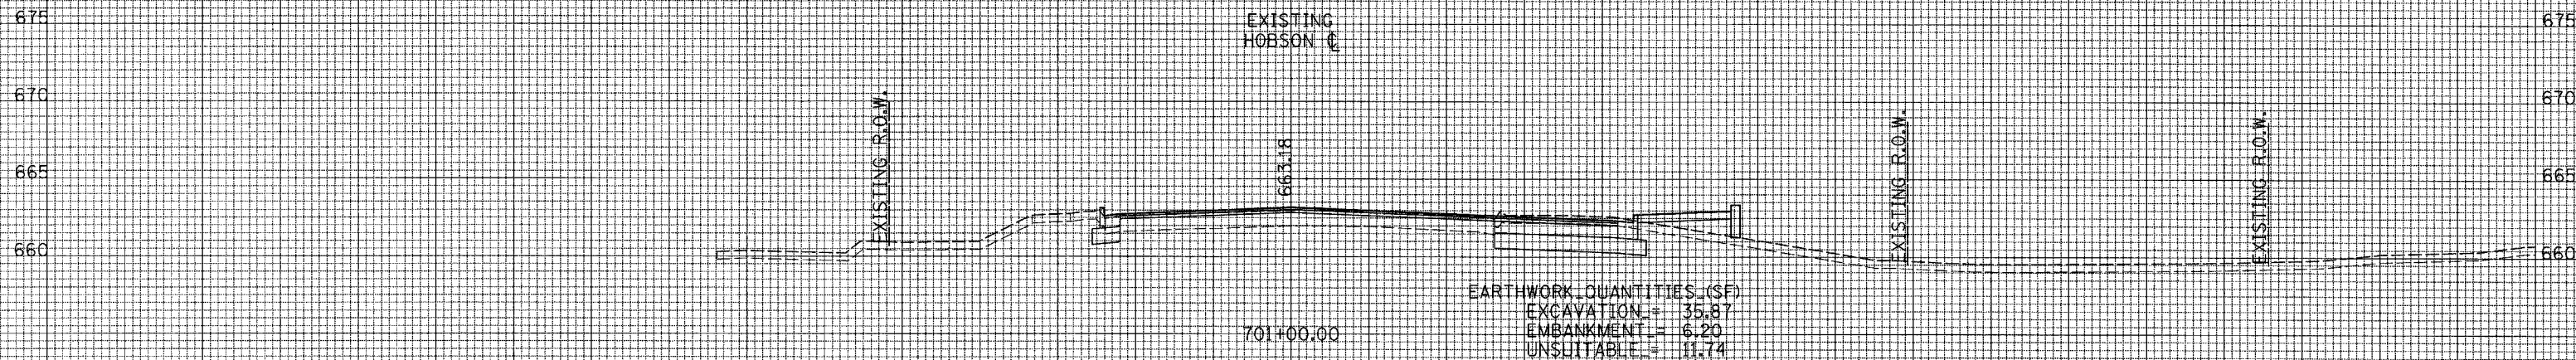 675
EXISTING
675
HOBSON ℄
670
EXISTING R.O.W.
670
EXISTING R.O.W.
EXISTING R.O.W.
663.18
665
665
660
660
EARTHWORK QUANTITIES (SF)
EXCAVATION = 35.87
701+00.00
EMBANKMENT = 6.20
UNSUITABLE = 11.74